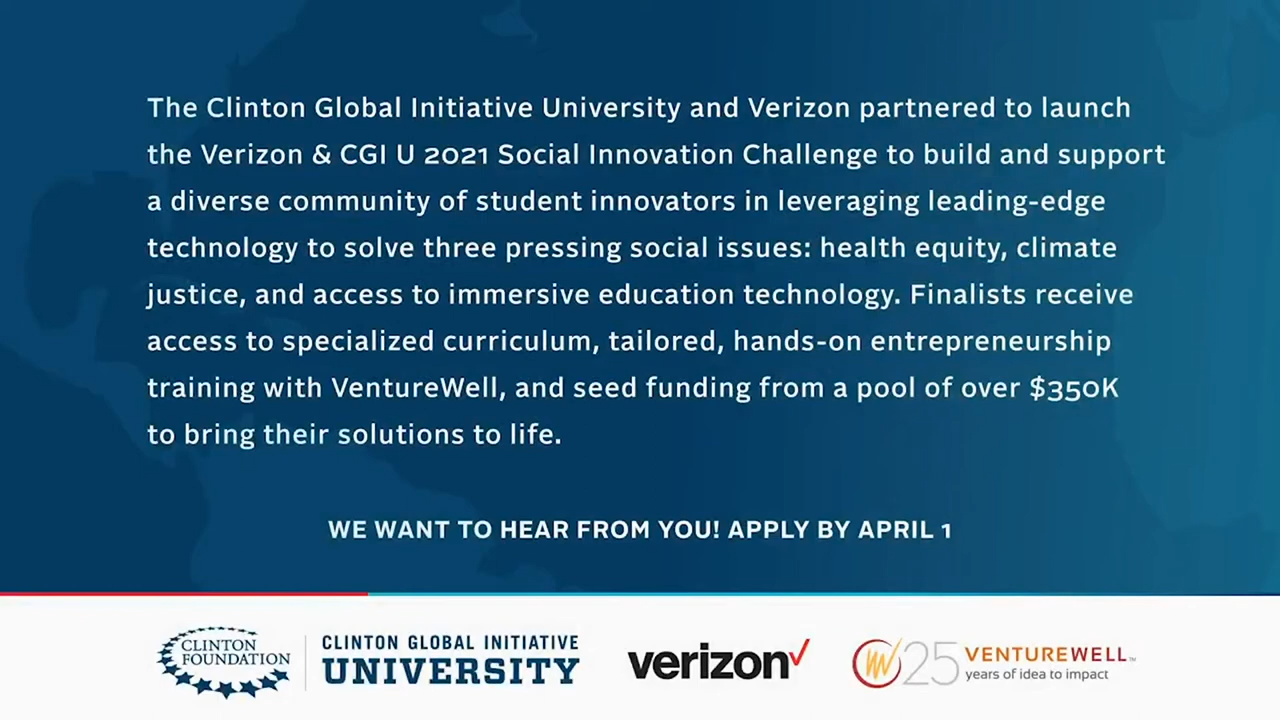 The Clinton Global Initiative University and Verizon partnered to launch
the Verizon & CGI U 2021 Social Innovation Challenge to build and support
a diverse community of student innovators in leveraging leading-edge
technology to solve three pressing social issues: health equity, climate
justice, and access to immersive education technology. Finalists receive
access to specialized curriculum, tailored, hands-on entrepreneurship
training with VentureWell, and seed funding from a pool of over $350K
to bring their solutions to life.
WE WANT TO HEAR FROM YOU! APPLY BY APRIL 1
CLINTON
FOUNDATION
CLINTON GLOBAL INITIATIVE
UNIVERSITY
verizon
25
VENTUREWELL™
years of idea to impact